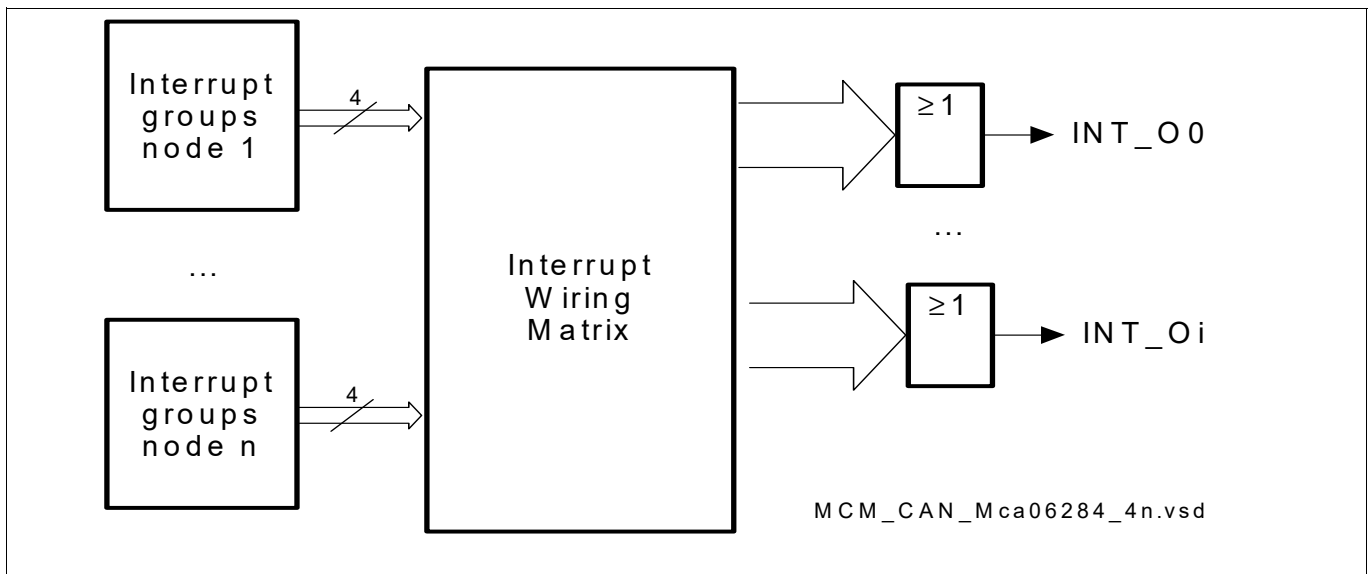 Interrupt
groups
node 1
4
...
Interrupt
groups
node n
4
Interrupt
Wiring
Matrix
≥1
INT_O0
...
≥1
INT_Oi
MCM_CAN_Mca06284_4n.vsd